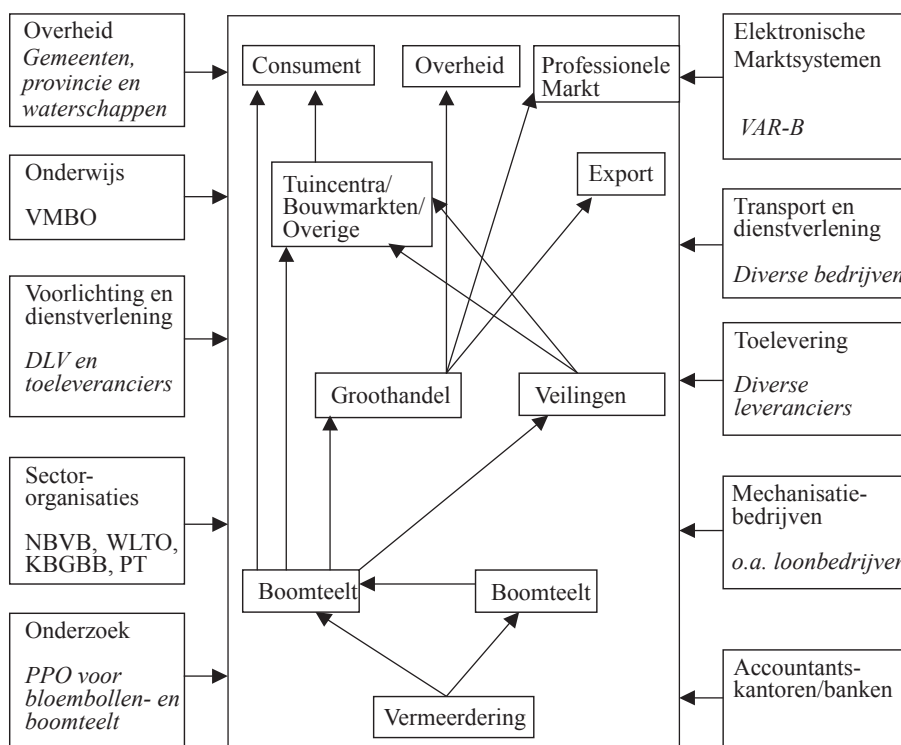 Overheid
Gemeenten,
provincie en
waterschappen
Onderwijs
VMBO
Voorlichting en
dienstverlening
DLV en
toeleveranciers
Sector-
organisaties
NBVB, WLTO,
KBGBB, PT
Onderzoek
PPO voor
bloembollen- en
boomteelt
Consument
Overheid
Professionele
Markt
Export
Tuincentra/
Bouwmarkten/
Overige
Groothandel
Veilingen
Boomteelt
Boomteelt
Vermeerdering
Elektronische
Marktsystemen
VAR-B
Transport en
dienstverlening
Diverse bedrijven
Toelevering
Diverse
leveranciers
Mechanisatie-
bedrijven
o.a. loonbedrijven
Accountants-
kantoren/banken